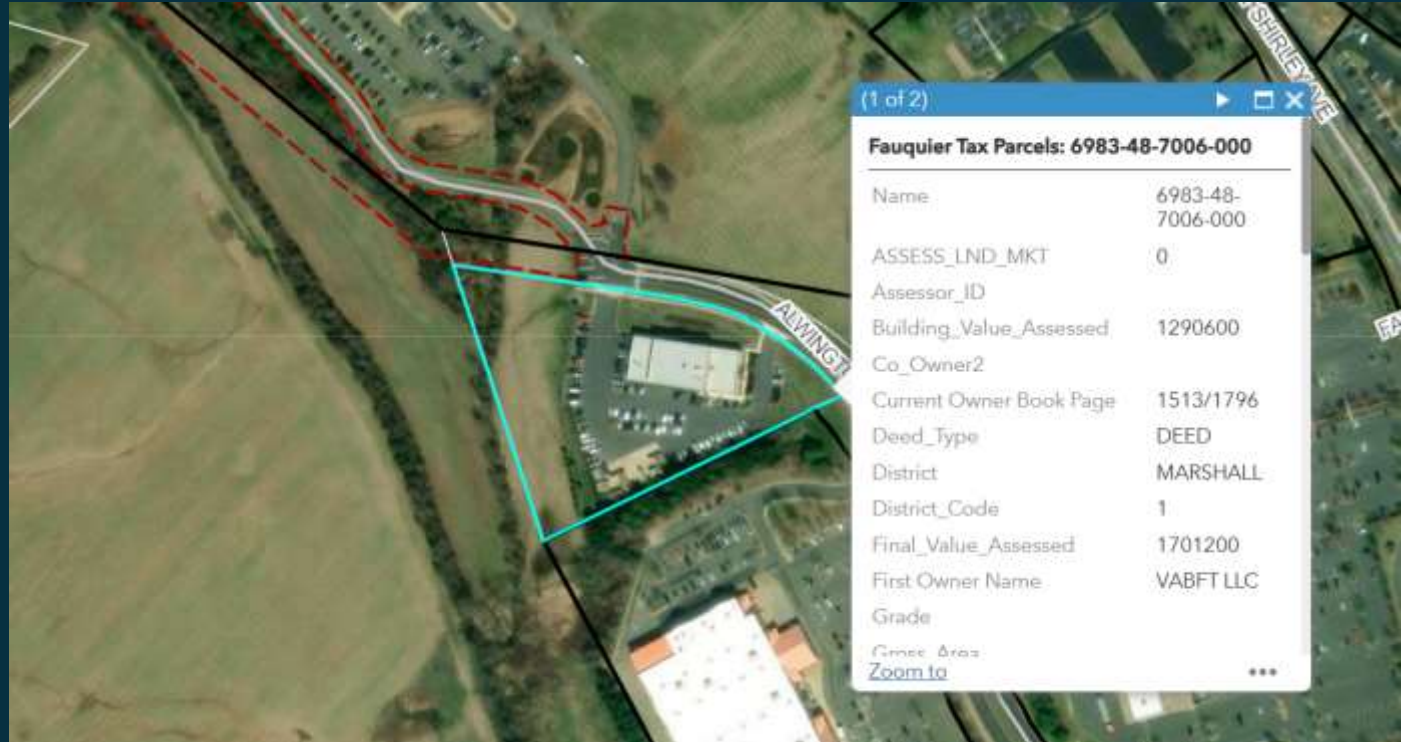 SHIRLEY AVE
(1 of 2)
Fauquier Tax Parcels: 6983-48-7006-000
Name 6983-48-
7006-000
ASSESS_LND_MKT 0
Assessor_ID
Building_Value_Assessed 1290600
Co_Owner2
Current Owner Book Page 1513/1796
Deed_Type DEED
District MARSHALL
District_Code 1
Final_Value_Assessed 1701200
First Owner Name VABFT LLC
Grade
Gross_Area
Zoom to
ALWINGT
EA